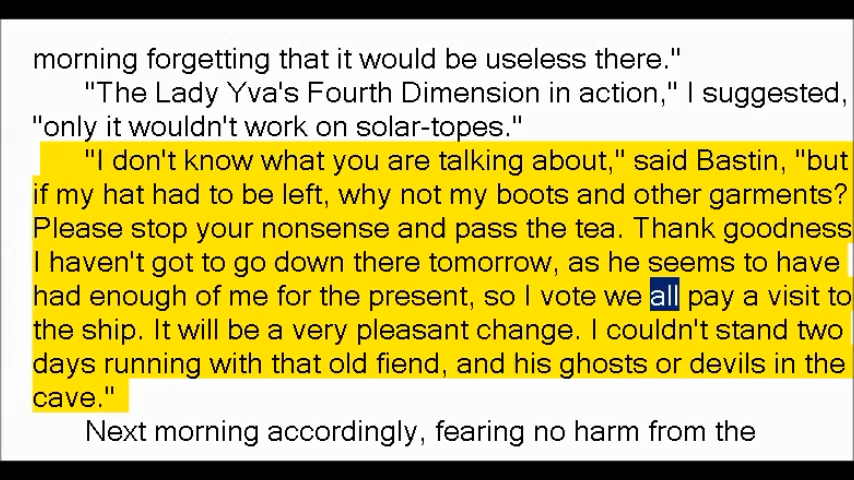 morning forgetting that it would be useless there."
"The Lady Yva's Fourth Dimension in action," I suggested,
"only it wouldn't work on solar-topes."
"I don't know what you are talking about," said Bastin, "but
if my hat had to be left, why not my boots and other garments?
Please stop your nonsense and pass the tea. Thank goodness
I haven't got to go down there tomorrow, as he seems to have
had enough of me for the present, so I vote we all pay a visit to
the ship. It will be a very pleasant change. I couldn't stand two
days running with that old fiend, and his ghosts or devils in the
cave."
Next morning accordingly, fearing no harm from the